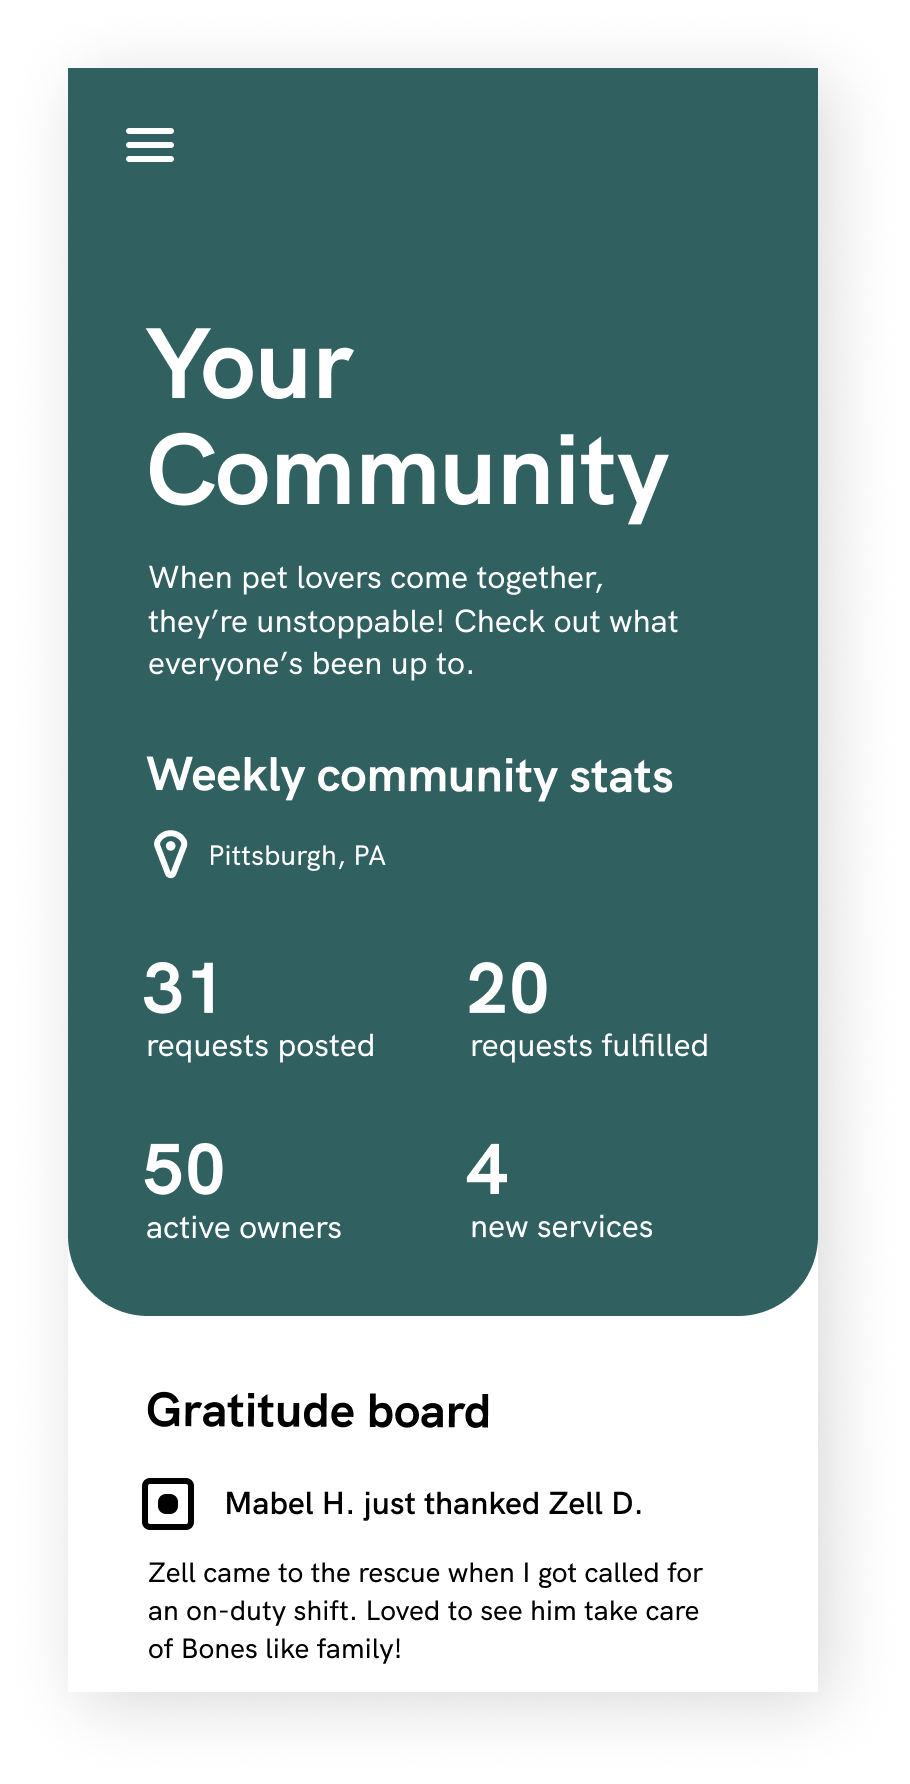 Your
Community
When pet lovers come together,
they’re unstoppable! Check out what
everyone’s been up to.
Weekly community stats
Pittsburgh, PA
31
requests posted
20
requests fulfilled
50
active owners
4
new services
Gratitude board
Mabel H. just thanked Zell D.
Zell came to the rescue when I got called for
an on-duty shift. Loved to see him take care
of Bones like family!